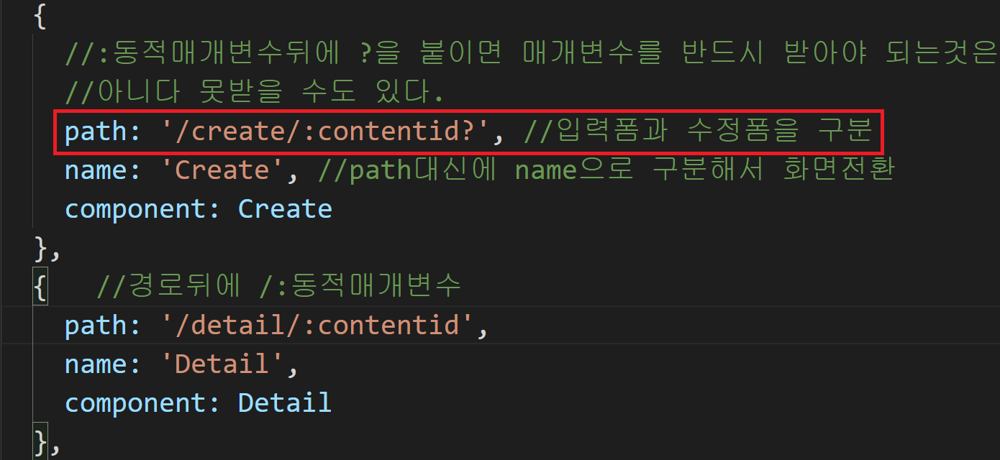 {
//:동적매개변수뒤에 ?을 붙이면 매개변수를 반드시 받아야 되는것은
//아니다 못받을 수도 있다.
path: '/create/:contentid?', //입력폼과 수정폼을 구분
name: 'Create', //path대신에 name으로 구분해서 화면전환
component: Create
},
{ //경로뒤에 /:동적매개변수
path: '/detail/:contentid',
name: 'Detail',
component: Detail
},